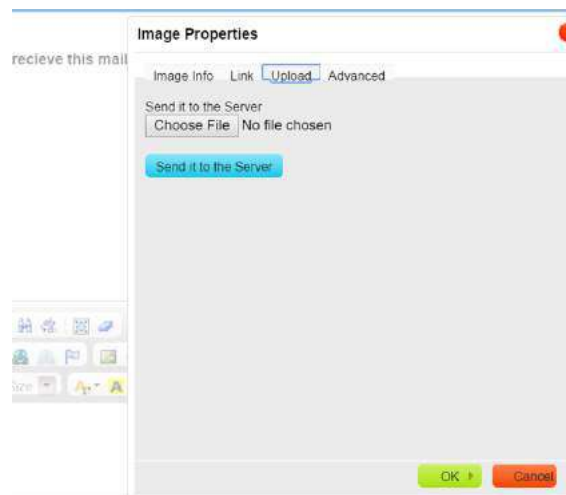 Image Properties
recieve this mail
Image Info Link Upload Advanced
Send it to the Server
Choose File No file chosen
Send it to the Server
Size
A A
OK
Cancel